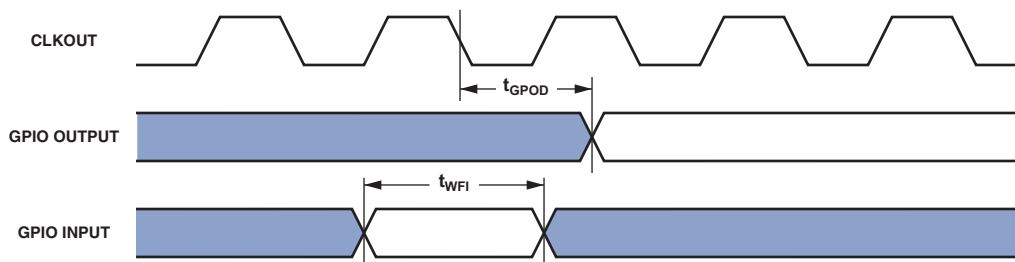 CLKOUT
tGPOD
GPIO OUTPUT
tWFI
GPIO INPUT